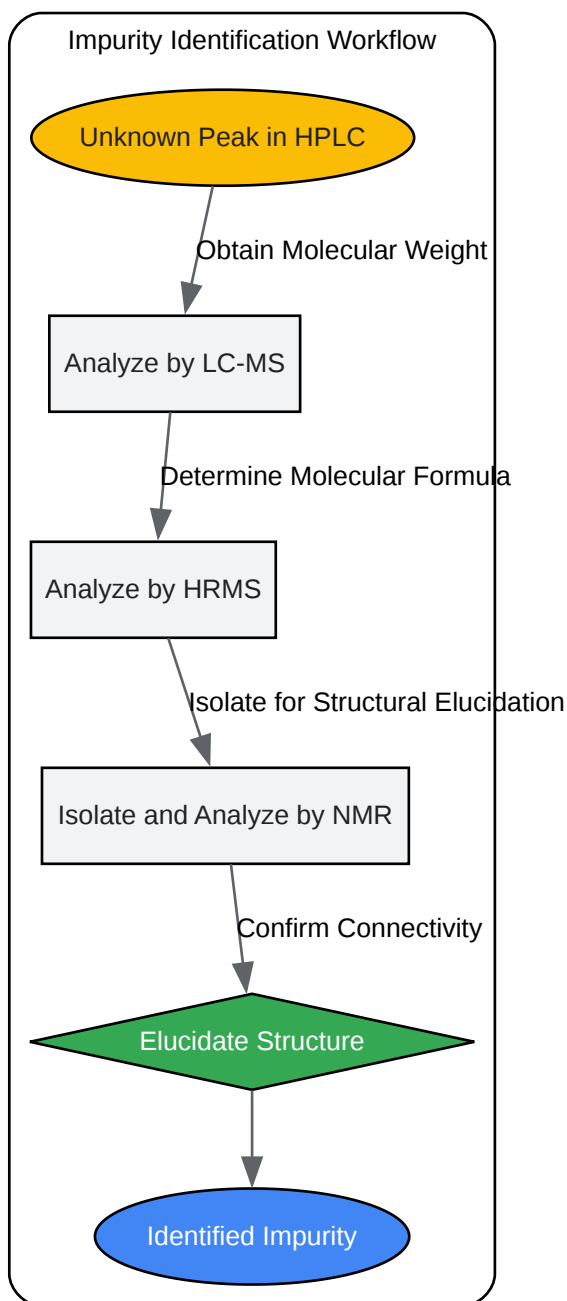 Impurity Identification Workflow
Unknown Peak in HPLC
Obtain Molecular Weight
Analyze by LC-MS
Determine Molecular Formula
Analyze by HRMS
Isolate for Structural Elucidation
Isolate and Analyze by NMR
Confirm Connectivity
Elucidate Structure
Identified Impurity